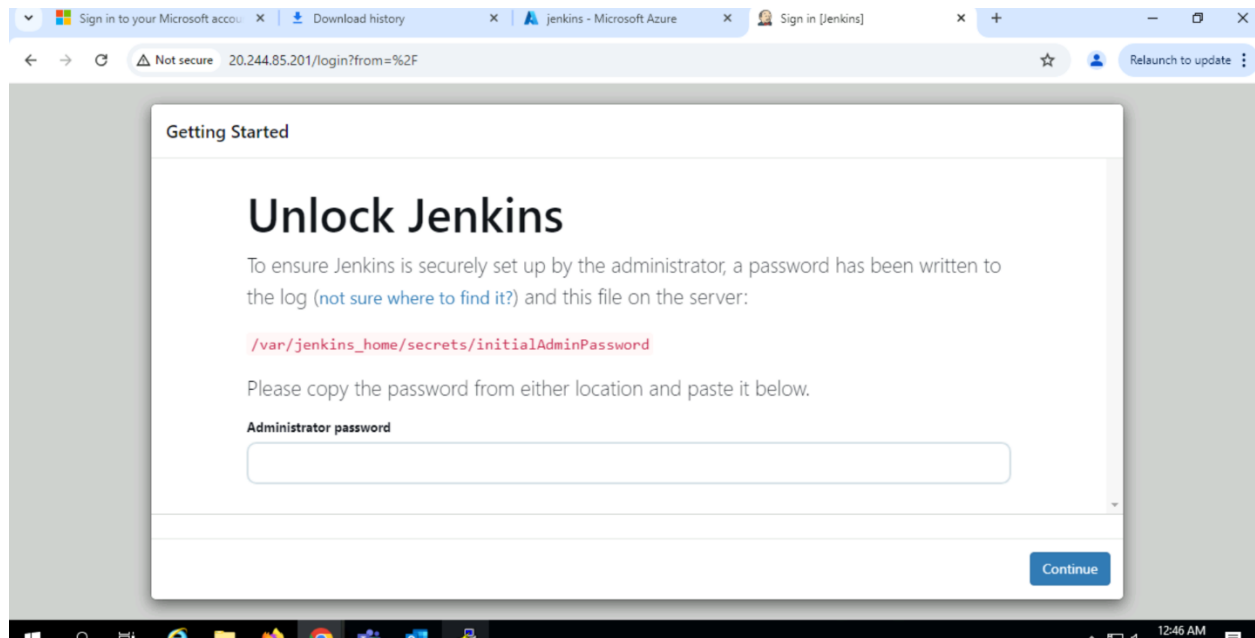 Sign in to your Microsoft accou
Download history
jenkins - Microsoft Azure
Sign in [Jenkins]
Not secure
20.244.85.201/login?from=%2F
Relaunch to update
Getting Started
Unlock Jenkins
To ensure Jenkins is securely set up by the administrator, a password has been written to
the log (not sure where to find it?) and this file on the server:
/var/jenkins_home/secrets/initialAdminPassword
Please copy the password from either location and paste it below.
Administrator password
Continue
12:46 AM